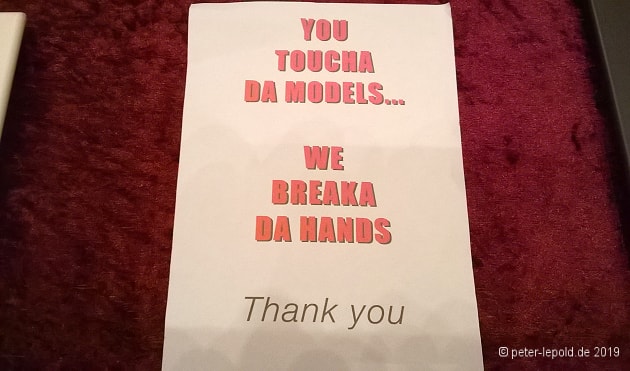 YOU
TOUCHA
DA MODELS...
WE
BREAKA
DA HANDS
Thank you
© peter-lepold.de 2019